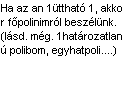 Ha az an 1üttható 1, akko
r főpolinimról beszélünk.
(lásd. még. 1határozatlan
ú polibom, egyhatpoli....)